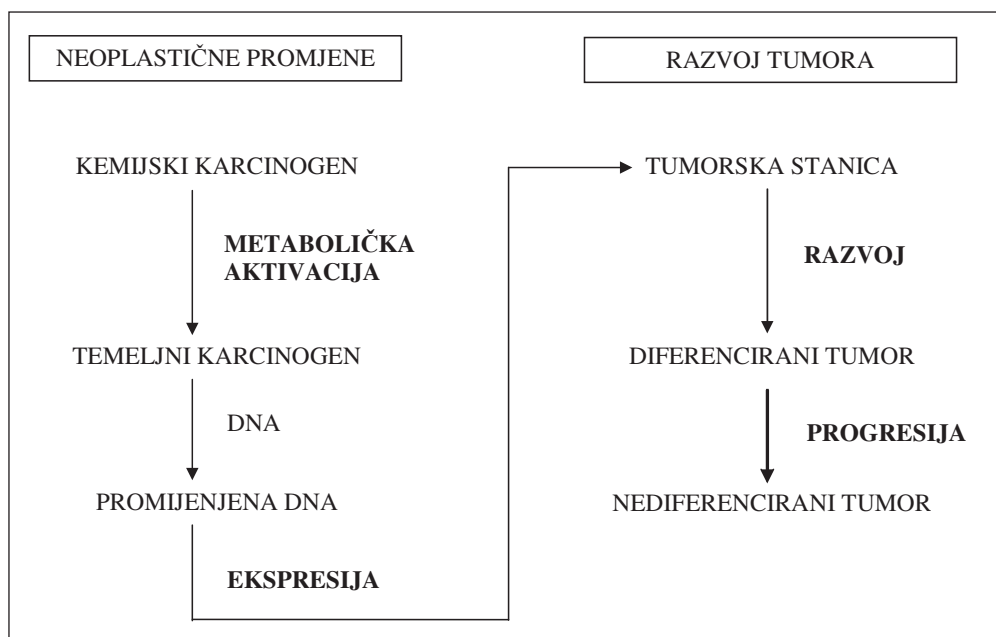 NEOPLASTIČNE PROMJENE
KEMIJSKI KARCINOGEN
METABOLIČKA
AKTIVACIJA
TEMELJNI KARCINOGEN
DNA
PROMIJENJENA DNA
EKSPRESIJA
RAZVOJ TUMORA
TUMORSKA STANICA
RAZVOJ
DIFERENCIRANI TUMOR
PROGRESIJA
NEDIFERENCIRANI TUMOR